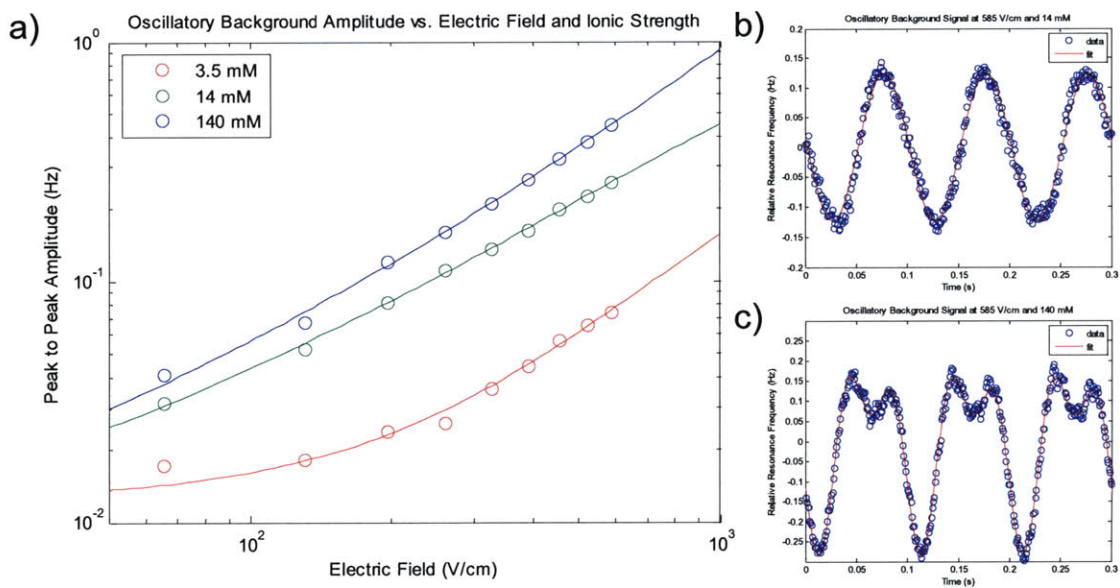 a)
Oscillatory Background Amplitude vs. Electric Field and Ionic Strength
10^0
3.5 mM
14 mM
140 mM
Peak to Peak Amplitude (Hz)
10^-1
10^-2
10^2
10^3
Electric Field (V/cm)
b)
Oscillatory Background Signal at 585 V/cm and 14 mM
0.2
data
fit
0.15
0.1
0.05
0
-0.05
-0.1
-0.15
-0.2
Relative Resonance Frequency (Hz)
0 0.05 0.1 0.15 0.2 0.25 0.3
Time (s)
c)
Oscillatory Background Signal at 585 V/cm and 140 mM
data
fit
0.25
0.2
0.15
0.1
0.05
0
-0.05
-0.1
-0.15
-0.2
-0.25
Relative Resonance Frequency (Hz)
0 0.05 0.1 0.15 0.2 0.25 0.3
Time (s)